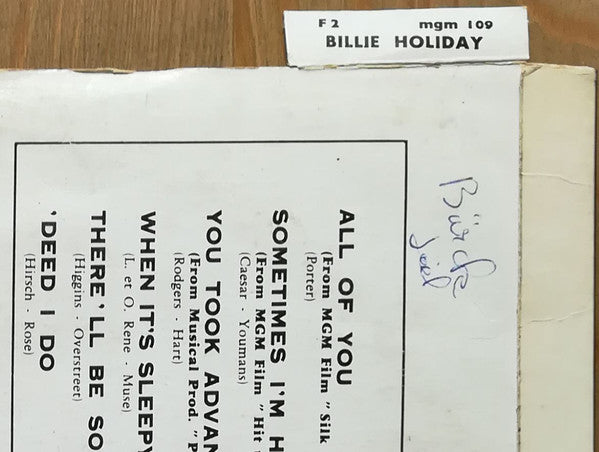 F 2 mgm 109
BILLIE HOLIDAY
ALL OF YOU
(From MGM Film " Silk
(Porter)
SOMETIMES I'M H
(From MGM Film " Hit
(Caesar - Youmans)
YOU TOOK ADVAN
(From Musical Prod. " P
(Rodgers - Hart)
WHEN IT'S SLEEPY
(L. et O. Rene - Muse)
THERE'LL BE SO
(Higgins - Overstreet)
'DEED I DO
(Hirsch - Rose)